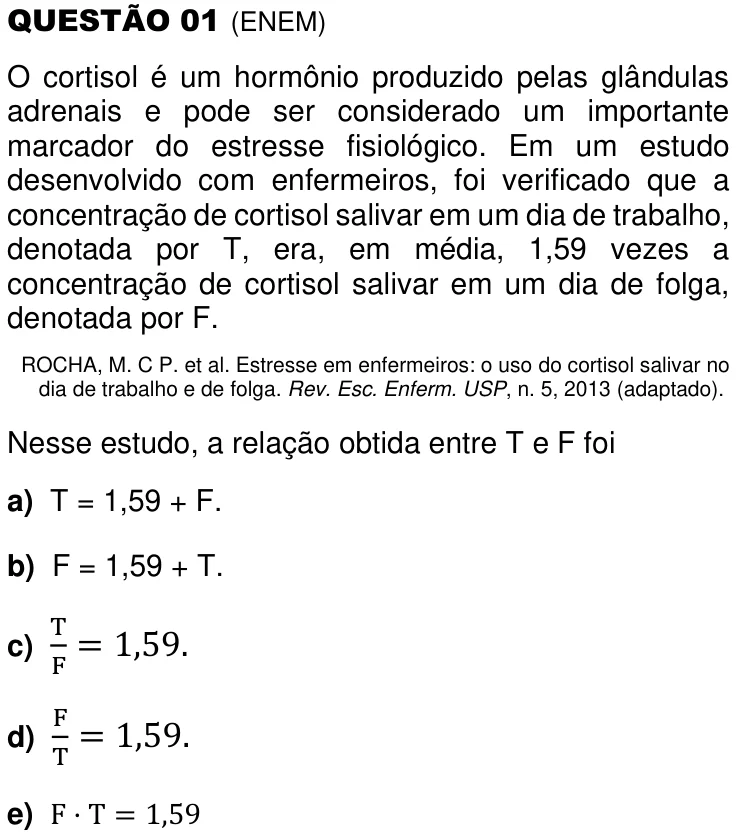 QUESTÃO 01 (ENEM)
O cortisol é um hormônio produzido pelas glândulas
adrenais e pode ser considerado um importante
marcador do estresse fisiológico. Em um estudo
desenvolvido com enfermeiros, foi verificado que a
concentração de cortisol salivar em um dia de trabalho,
denotada por T, era, em média, 1,59 vezes a
concentração de cortisol salivar em um dia de folga,
denotada por F.
ROCHA, M. C P. et al. Estresse em enfermeiros: o uso do cortisol salivar no
dia de trabalho e de folga. Rev. Esc. Enferm. USP, n. 5, 2013 (adaptado).
Nesse estudo, a relação obtida entre T e F foi
a) T = 1,59 + F.
b) F = 1,59 + T.
c) T/F = 1,59.
d) F/T = 1,59.
e) F · T = 1,59